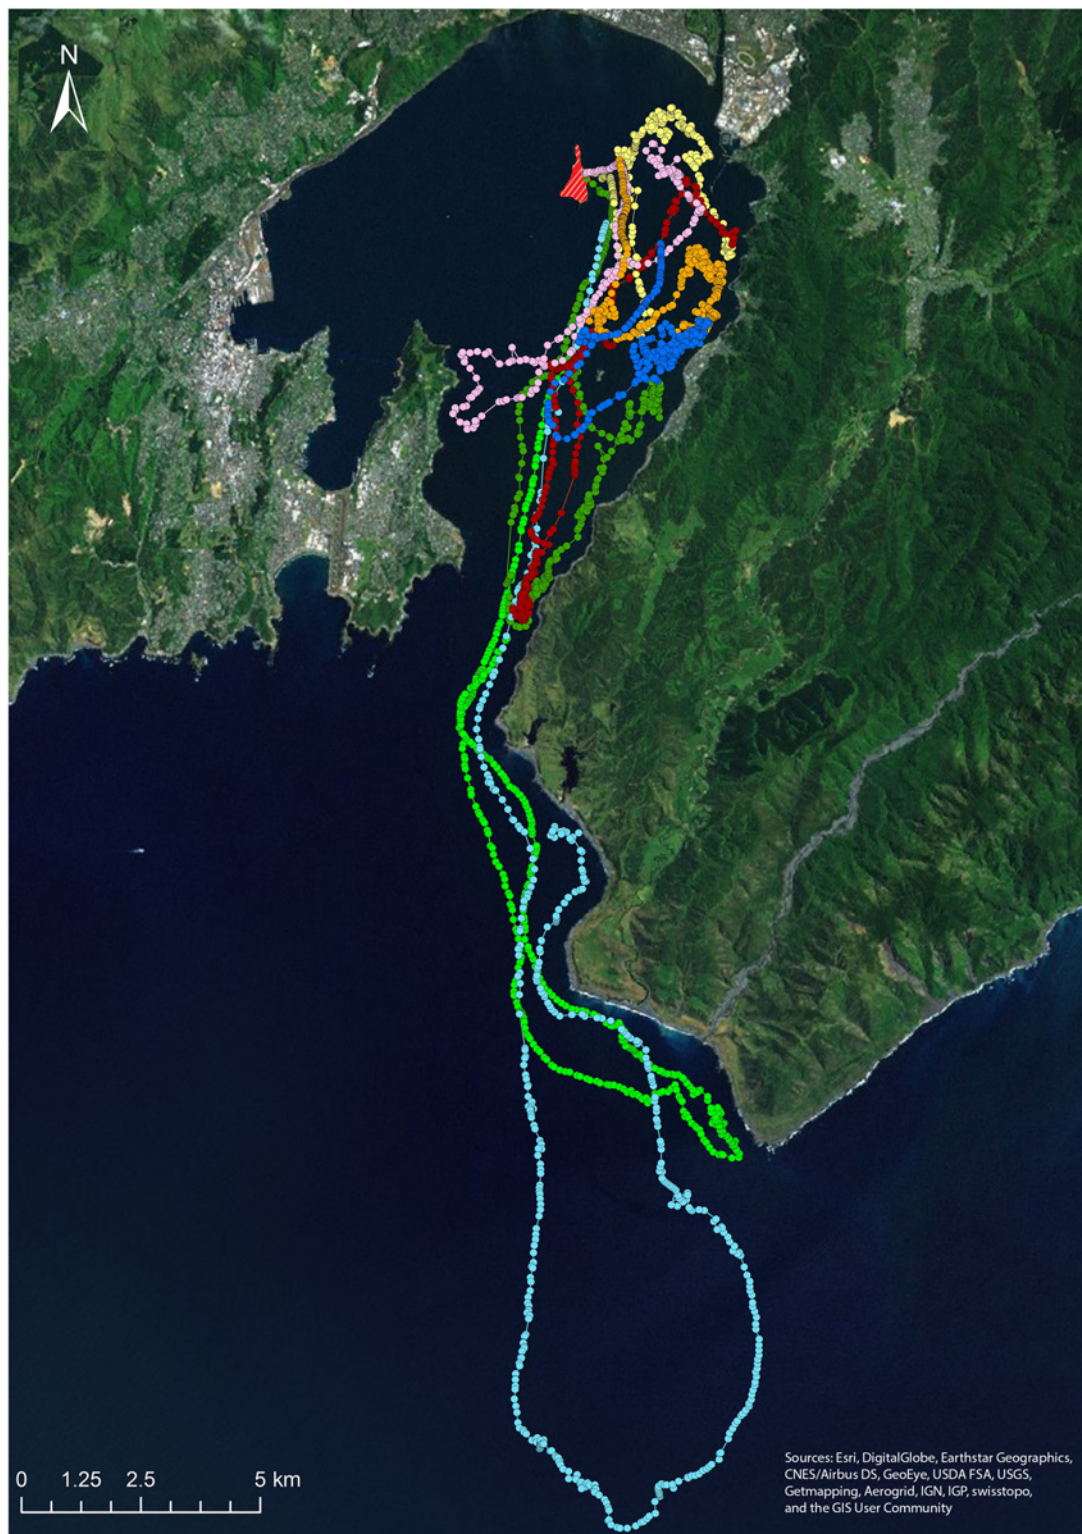 N
0 1.25 2.5 5 km
Sources: Esri, DigitalGlobe, Earthstar Geographics,
CNES/Airbus DS, GeoEye, USDA FSA, USGS,
Getmapping, Aerogrid, IGN, IGP, swisstopo,
and the GIS User Community